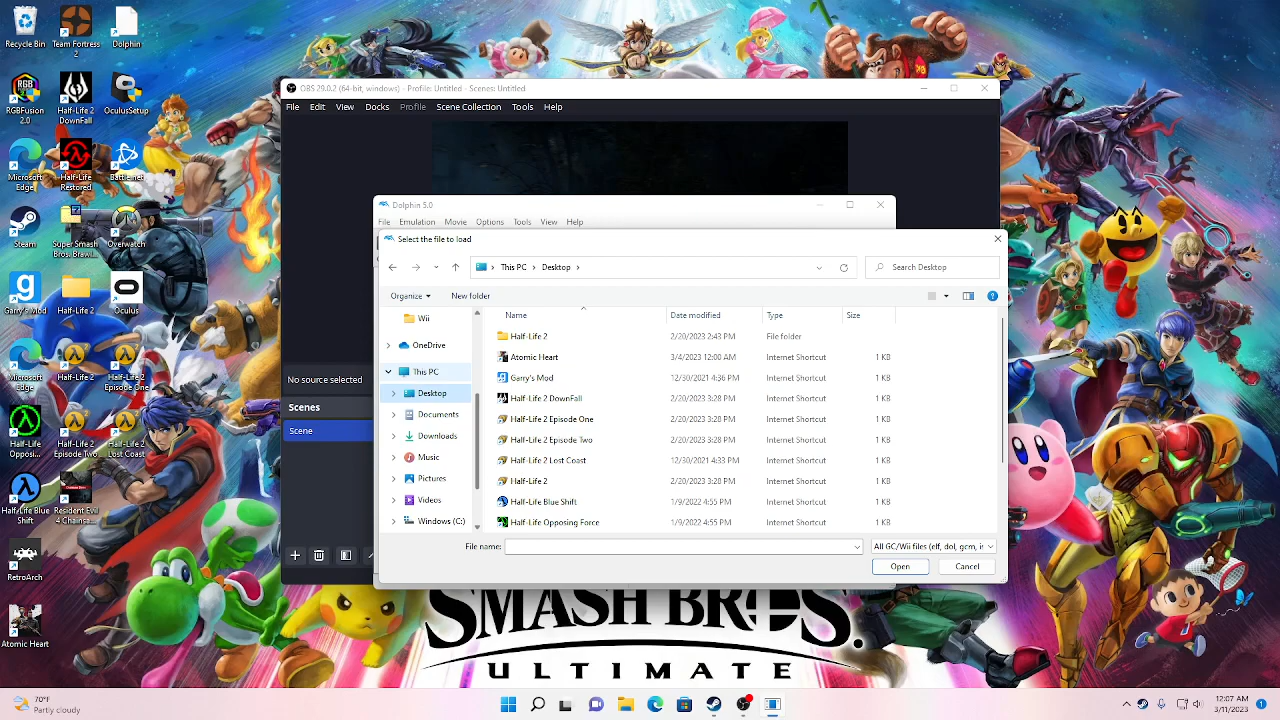 Recycle Bin
Team Fortress 2
Dolphin
RGBFusion 2.0
Half-Life 2 DownFall
OculusSetup
Microsoft Edge
Half-Life Restored
Battle.net
Steam
Super Smash Bros. Brawl...
Overwatch
Garry's Mod
Games
Oculus
Half-Life
Half-Life 2
Half-Life 2
Half-Life
Half-Life 2
Half-Life 2
Half-Life Blue
Resident Evil 4
RetroArch
Atomic Heart
OBS 29.0.2 (64-bit, windows) - Profile: Untitled - Scenes: Untitled
File Edit View Docks Profile Scene Collection Tools Help
No source selected
Scenes
Scene
Dolphin 5.0
File Emulation Movie Options Tools View Help
Select the file to load
This PC > Desktop >
Search Desktop
Organize
New folder
Name Date modified Type Size
Wii
OneDrive
This PC
Desktop
Documents
Downloads
Music
Pictures
Videos
Windows (C:)
Half-Life 2 2/20/2023 2:43 PM File folder
Atomic Heart 3/4/2023 12:00 AM Internet Shortcut 1 KB
Garry's Mod 12/30/2021 4:36 PM Internet Shortcut 1 KB
Half-Life 2 DownFall 2/20/2023 3:28 PM Internet Shortcut 1 KB
Half-Life 2 Episode One 2/20/2023 3:28 PM Internet Shortcut 1 KB
Half-Life 2 Episode Two 2/20/2023 3:28 PM Internet Shortcut 1 KB
Half-Life 2 Lost Coast 12/30/2021 4:33 PM Internet Shortcut 1 KB
Half-Life 2 2/20/2023 3:28 PM Internet Shortcut 1 KB
Half-Life Blue Shift 1/9/2022 4:55 PM Internet Shortcut 1 KB
Half-Life Opposing Force 1/9/2022 4:55 PM Internet Shortcut 1 KB
File name:
All GC/Wii files (elf, dol, gcm, i
Open
Cancel
SMASH BROS.
ULTIMATE
Partly cloudy
12:07 AM
3/11/2023